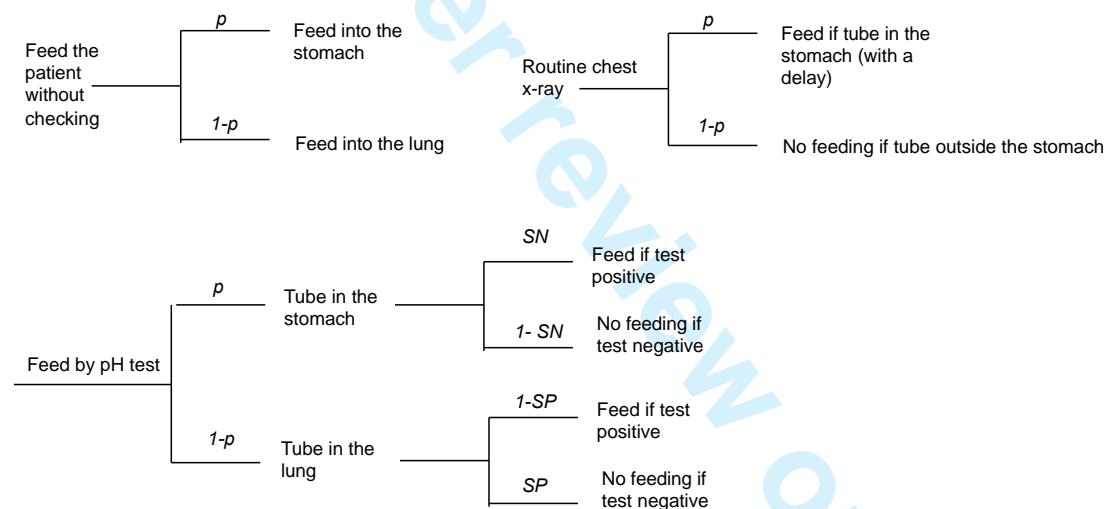 p
Feed into the
stomach
Feed the
patient
without
checking
1-p
Feed into the lung
p
Feed if tube in the
stomach (with a
delay)
Routine chest
x-ray
1-p
No feeding if tube outside the stomach
SN
Feed if test
positive
p
Tube in the
stomach
1- SN
No feeding if
test negative
Feed by pH test
1-SP
Feed if test
positive
1-p
Tube in the
lung
SP
No feeding if
test negative
er review o